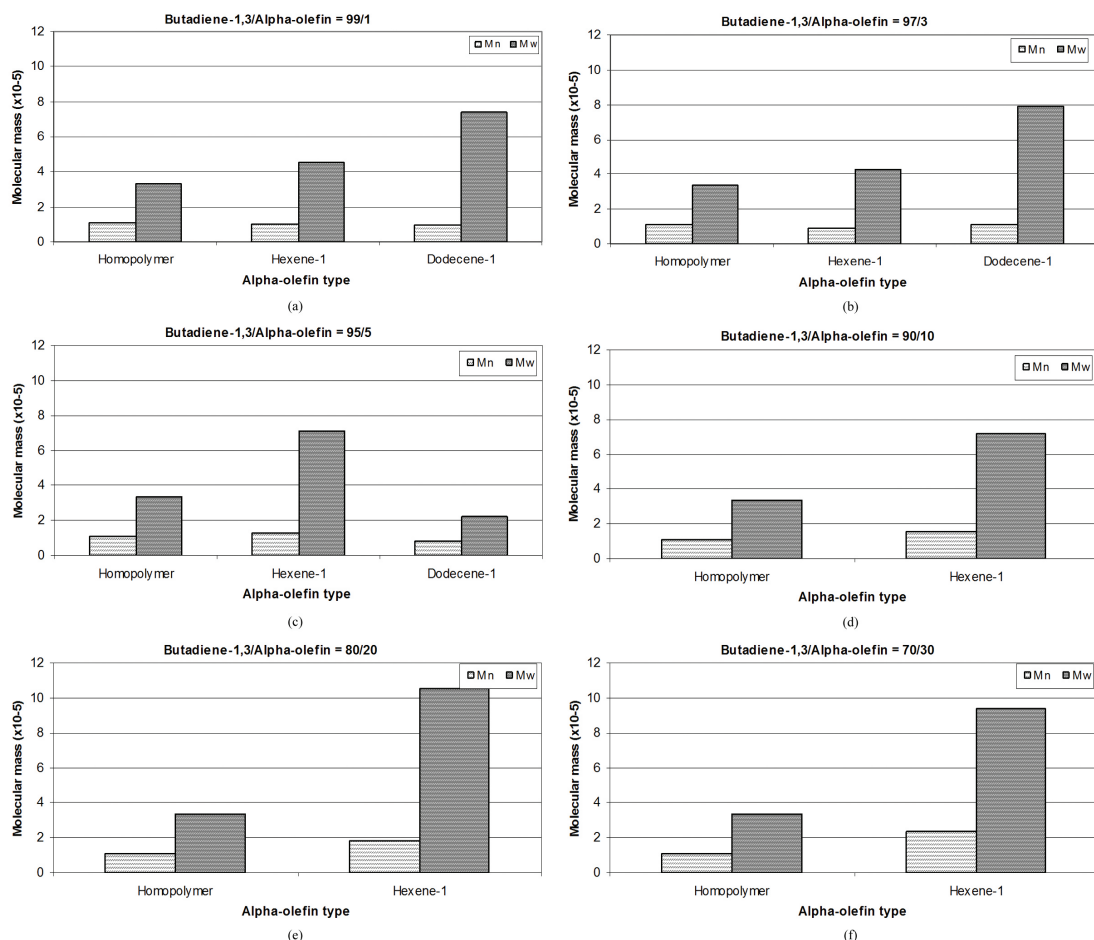 Butadiene-1,3/Alpha-olefin = 99/1
Mn Mw
Molecular mass (x10-5)
12
10
8
6
4
2
0
Homopolymer Hexene-1 Dodecene-1
Alpha-olefin type
(a)
Butadiene-1,3/Alpha-olefin = 97/3
Mn Mw
Molecular mass (x10-5)
12
10
8
6
4
2
0
Homopolymer Hexene-1 Dodecene-1
Alpha-olefin type
(b)
Butadiene-1,3/Alpha-olefin = 95/5
Mn Mw
Molecular mass (x10-5)
12
10
8
6
4
2
0
Homopolymer Hexene-1 Dodecene-1
Alpha-olefin type
(c)
Butadiene-1,3/Alpha-olefin = 90/10
Mn Mw
Molecular mass (x10-5)
12
10
8
6
4
2
0
Homopolymer Hexene-1
Alpha-olefin type
(d)
Butadiene-1,3/Alpha-olefin = 80/20
Mn Mw
Molecular mass (x10-5)
12
10
8
6
4
2
0
Homopolymer Hexene-1
Alpha-olefin type
(e)
Butadiene-1,3/Alpha-olefin = 70/30
Mn Mw
Molecular mass (x10-5)
12
10
8
6
4
2
0
Homopolymer Hexene-1
Alpha-olefin type
(f)